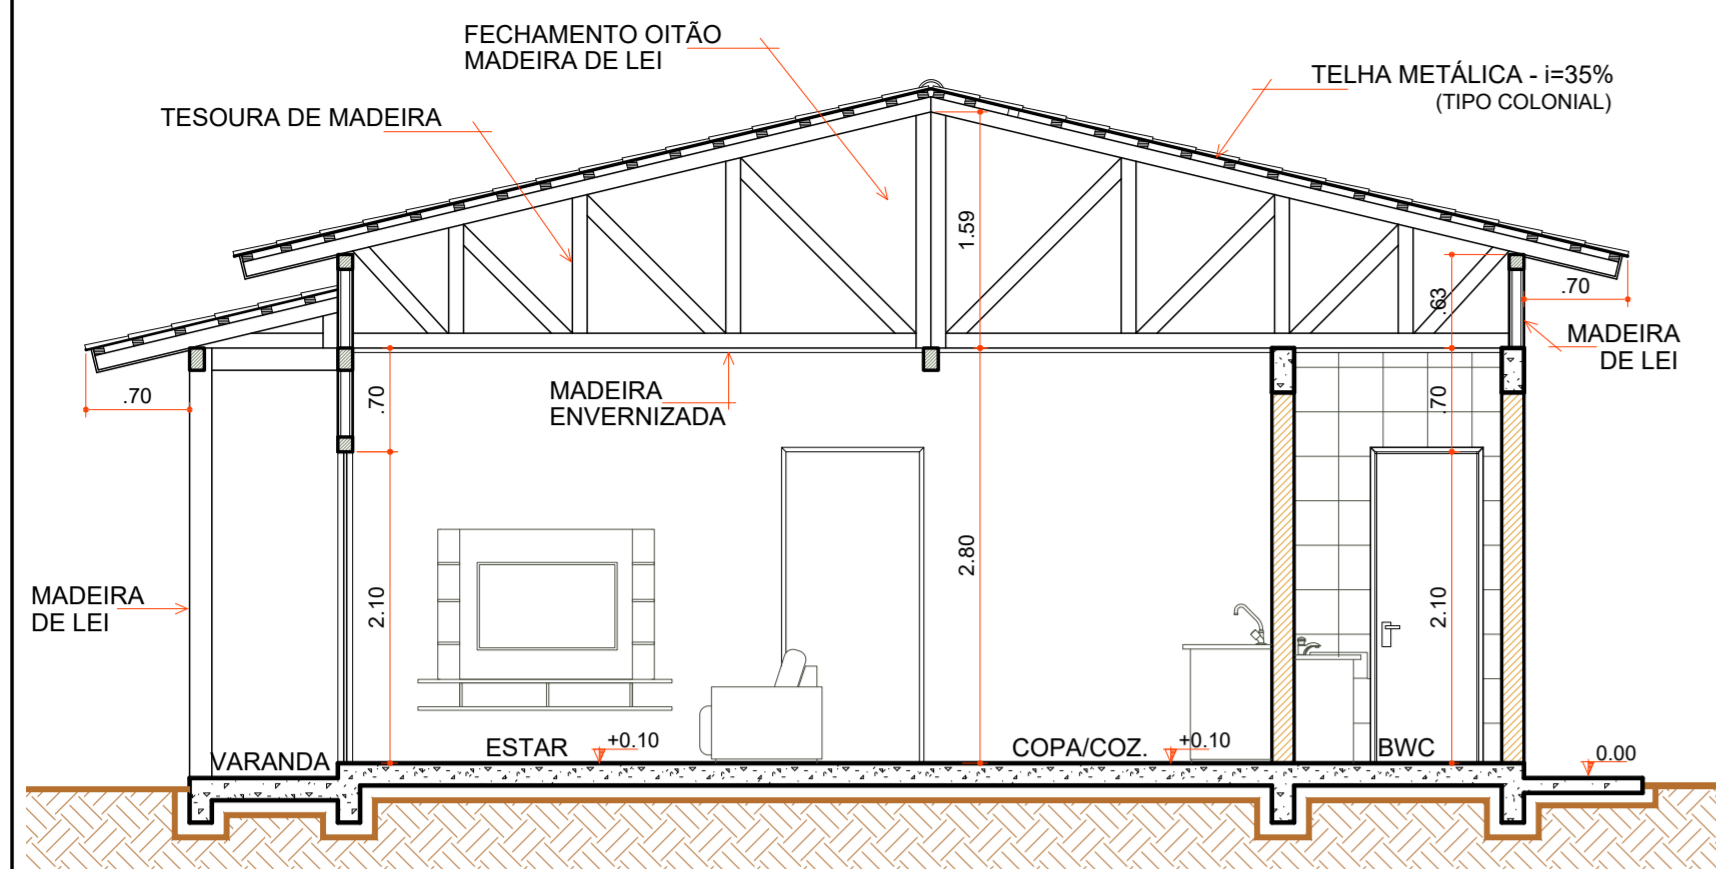 FECHAMENTO OITÃO
MADEIRA DE LEI
TELHA METÁLICA - i=35%
(TIPO COLONIAL)
TESOURA DE MADEIRA
1.59
.63
.70
MADEIRA
DE LEI
.70
.70
MADEIRA
ENVERNIZADA
.70
2.80
2.10
2.10
MADEIRA
DE LEI
VARANDA
ESTAR
+0.10
COPA/COZ.
+0.10
BWC
0.00